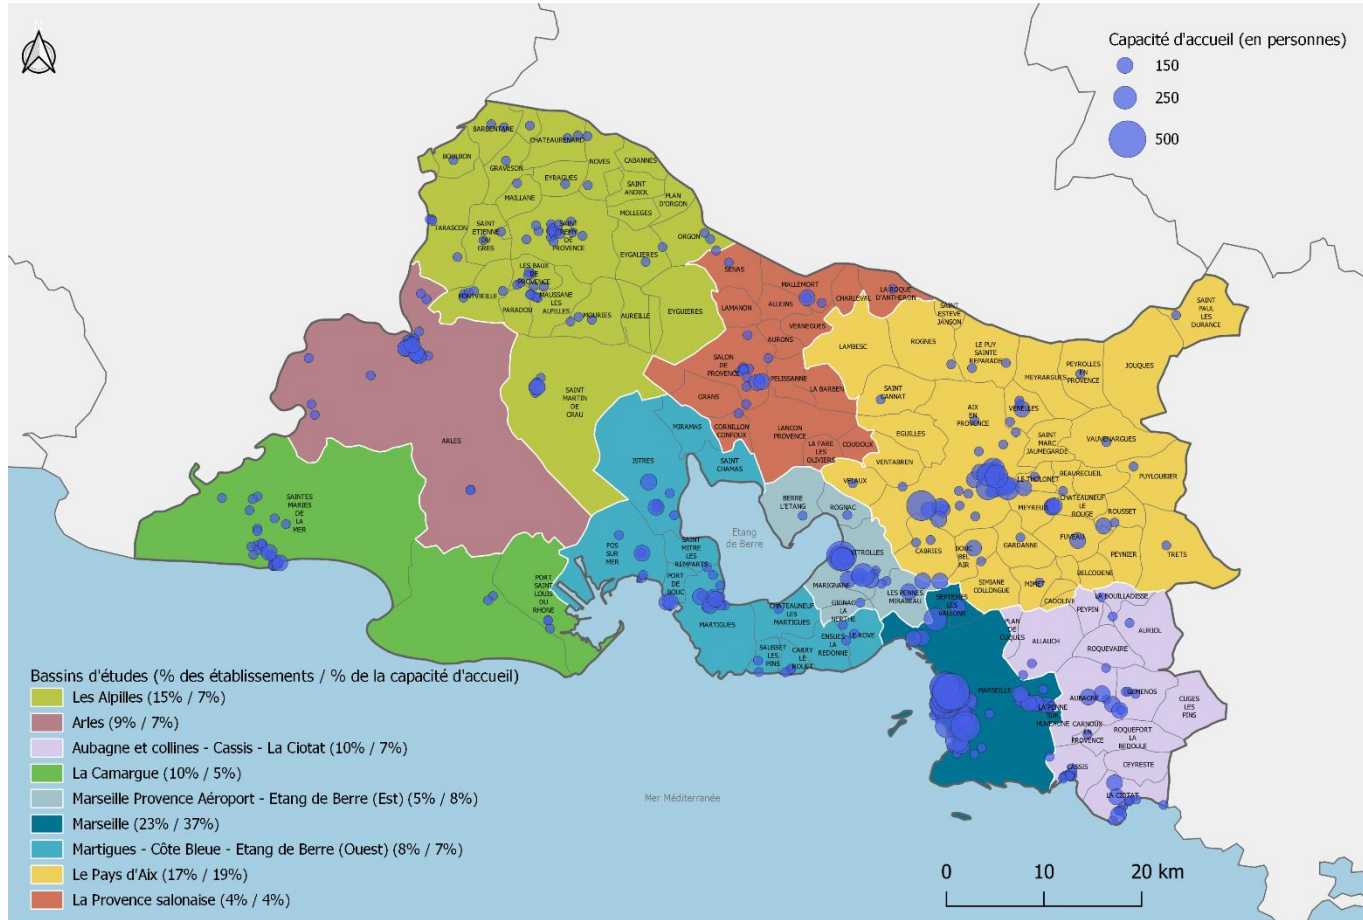 N
Capacité d'accueil (en personnes)
150
250
500
BARBENTANE
CHATEAURENARD
BOURBON
NOVES
CABANNES
GRAVESON
EYRAGUES
SAINT
ANDIOL
PLAN
D'ORGON
MAILLANE
MOLLEGES
TARASCON
SAINT
ETIENNE
DU
GRES
SAINT
REMY
DE
PROVENCE
ORGON
EYGALIERES
LES BAUX
DE
PROVENCE
FONTVIEILLE
MAUSSANE
LES
ALPILLES
PARADOU
MOURIES
AUREILLE
EYGUIERES
SENAS
MALLEMORT
LA ROQUE
D'ANTHERON
CHARLEVAL
LAMANON
ALLEINS
VERNEGUES
AURONS
SALON
DE
PROVENCE
PELISSANNE
LA BARBEN
GRANS
CORNILLON
CONFOUX
LANCON
PROVENCE
LA FARE
LES
OLIVIERS
COUDOUX
SAINT
ESTEVE
JANSON
SAINT
PAUL
LES
DURANCE
LAMBESC
ROGNES
LE PUY
SAINTE
REPARADE
MEYRARGUES
PEYROLLES
EN
PROVENCE
JOUQUES
SAINT
CANNAT
AIX
EN
PROVENCE
VENELLES
EGUILLES
SAINT
MARC
JAUMEGARDE
VAUVENARGUES
VENTABREN
LE THOLONET
BEAURECUEIL
PUYLOUBIER
VELAUX
MEYREUIL
CHATEAUNEUF
LE
ROUGE
ROUSSET
CABRIES
BOUC
BEL
AIR
GARDANNE
FUVEAU
PEYNIER
TRETS
SIMIANE
COLLONGUE
MIMET
BELCODENE
CADOLIVE
SAINT
MARTIN
DE
CRAU
ARLES
SAINTES
MARIES
DE
LA
MER
PORT
SAINT
LOUIS
DU
RHONE
MIRAMAS
ISTRES
SAINT
CHAMAS
FOS
SUR
MER
SAINT
MITRE
LES
REMPARTS
PORT
DE
BOUC
MARTIGUES
CHATEAUNEUF
LES
MARTIGUES
SAUSSET
LES
PINS
CARRY
LE
ROUET
ENSUES
LA
REDONNE
LE ROVE
Etang
de Berre
BERRE
L'ETANG
ROGNAC
VITROLLES
MARIGNANE
GIGNAC
LA
NERTHE
LES PENNES
MIRABEAU
SEPTEMES
LES
VALLONS
MARSEILLE
PLAN
DE
CUQUES
ALLAUCH
PEYPIN
LA BOUILLADISSE
AURIOL
ROQUEVAIRE
LA PENNE
SUR
HUVEAUNE
AUBAGNE
GEMENOS
CUGES
LES
PINS
CARNOUX
EN
PROVENCE
ROQUEFORT
LA
BEDOULE
CASSIS
CEYRESTE
LA CIOTAT
Mer Méditerranée
Bassins d'études (% des établissements / % de la capacité d'accueil)
Les Alpilles (15% / 7%)
Arles (9% / 7%)
Aubagne et collines - Cassis - La Ciotat (10% / 7%)
La Camargue (10% / 5%)
Marseille Provence Aéroport - Etang de Berre (Est) (5% / 8%)
Marseille (23% / 37%)
Martigues - Côte Bleue - Etang de Berre (Ouest) (8% / 7%)
Le Pays d'Aix (17% / 19%)
La Provence salonaise (4% / 4%)
0 10 20 km